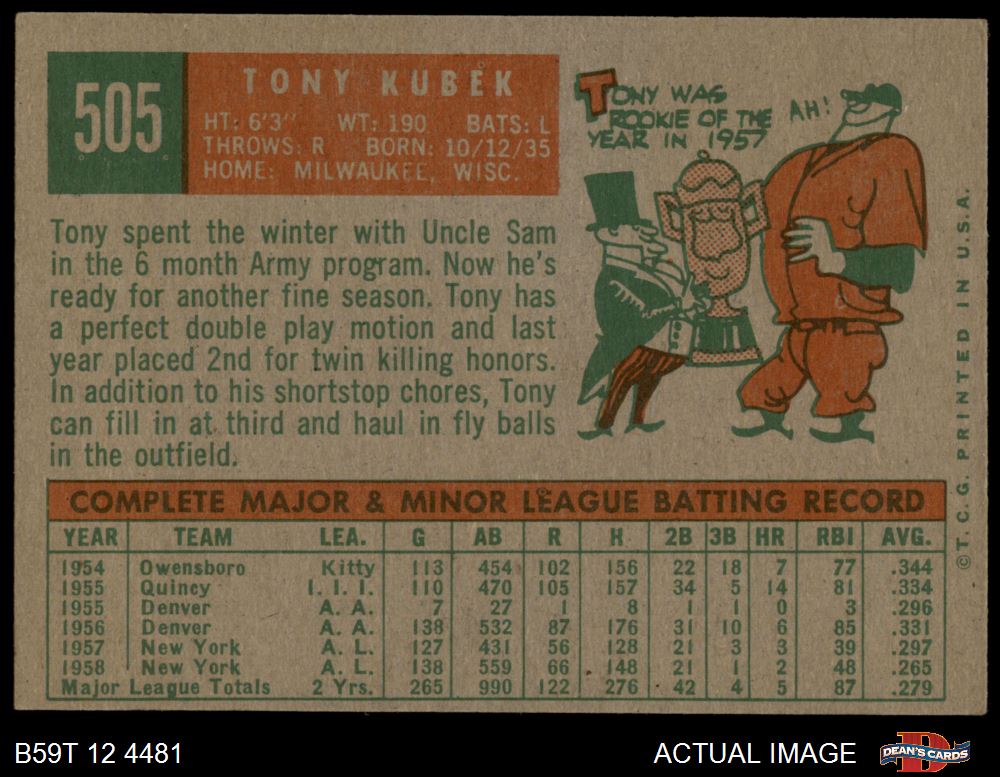 505
TONY KUBEK
HT: 6'3" WT: 190 BATS: L
THROWS: R BORN: 10/12/35
HOME: MILWAUKEE, WISC.
TONY WAS
ROOKIE OF THE
YEAR IN 1957
AH!
Tony spent the winter with Uncle Sam
in the 6 month Army program. Now he's
ready for another fine season. Tony has
a perfect double play motion and last
year placed 2nd for twin killing honors.
In addition to his shortstop chores, Tony
can fill in at third and haul in fly balls
in the outfield.
©T.C.G. PRINTED IN U.S.A.
COMPLETE MAJOR & MINOR LEAGUE BATTING RECORD
YEAR TEAM LEA. G AB R H 2B 3B HR RBI AVG.
1954 Owensboro Kitty 113 454 102 156 22 18 7 77 .344
1955 Quincy I. I. I. 110 470 105 157 34 5 14 81 .334
1955 Denver A. A. 7 27 1 8 1 1 0 3 .296
1956 Denver A. A. 138 532 87 176 31 10 6 85 .331
1957 New York A. L. 127 431 56 128 21 3 3 39 .297
1958 New York A. L. 138 559 66 148 21 1 2 48 .265
Major League Totals 2 Yrs. 265 990 122 276 42 4 5 87 .279
B59T 12 4481
ACTUAL IMAGE
D
DEAN'S CARDS